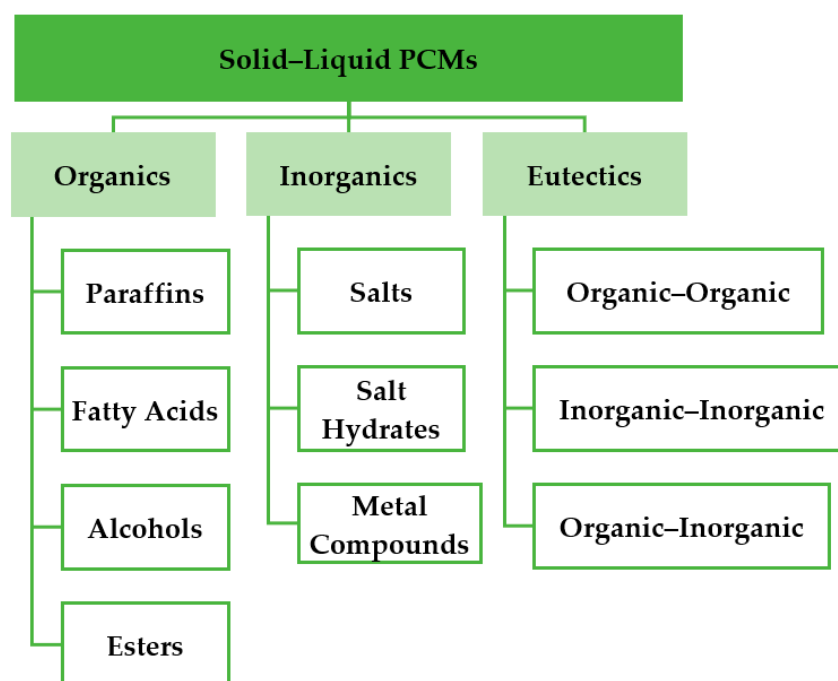 Solid–Liquid PCMs
Organics
Inorganics
Eutectics
Paraffins
Fatty Acids
Alcohols
Esters
Salts
Salt
Hydrates
Metal
Compounds
Organic–Organic
Inorganic–Inorganic
Organic–Inorganic